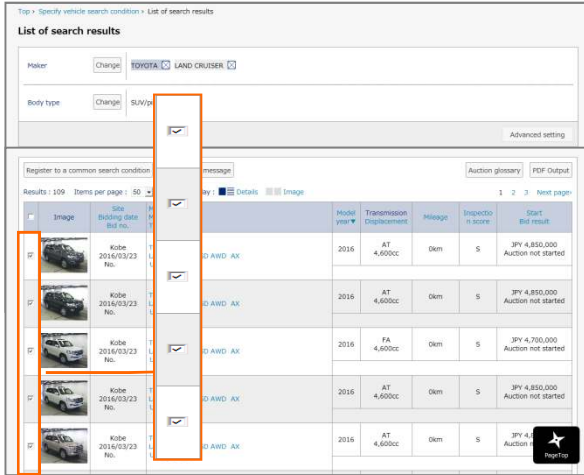 Top › Specify vehicle search condition › List of search results
List of search results
Maker Change TOYOTA LAND CRUISER
Body type Change
Advanced setting
Register to a common search condition message Auction glossary PDF Output
Results : 109 Items per page : 50 Details Image 1 2 3 Next page›
Image Site Bidding date Bid no. Model year▼ Transmission Displacement Mileage Inspection score Start Bid result
Kobe 2016 AT 0km S JPY 4,850,000
2016/03/23 AWD AX 4,600cc Auction not started
No.
Kobe 2016 AT 0km S JPY 4,850,000
2016/03/23 AWD AX 4,600cc Auction not started
No.
Kobe 2016 FA 0km S JPY 4,700,000
2016/03/23 AWD AX 4,600cc Auction not started
No.
Kobe 2016 AT 0km S JPY 4,850,000
2016/03/23 AWD AX 4,600cc Auction not started
No.
Kobe 2016 AT 0km S
2016/03/23 AWD AX 4,600cc
No.
PageTop